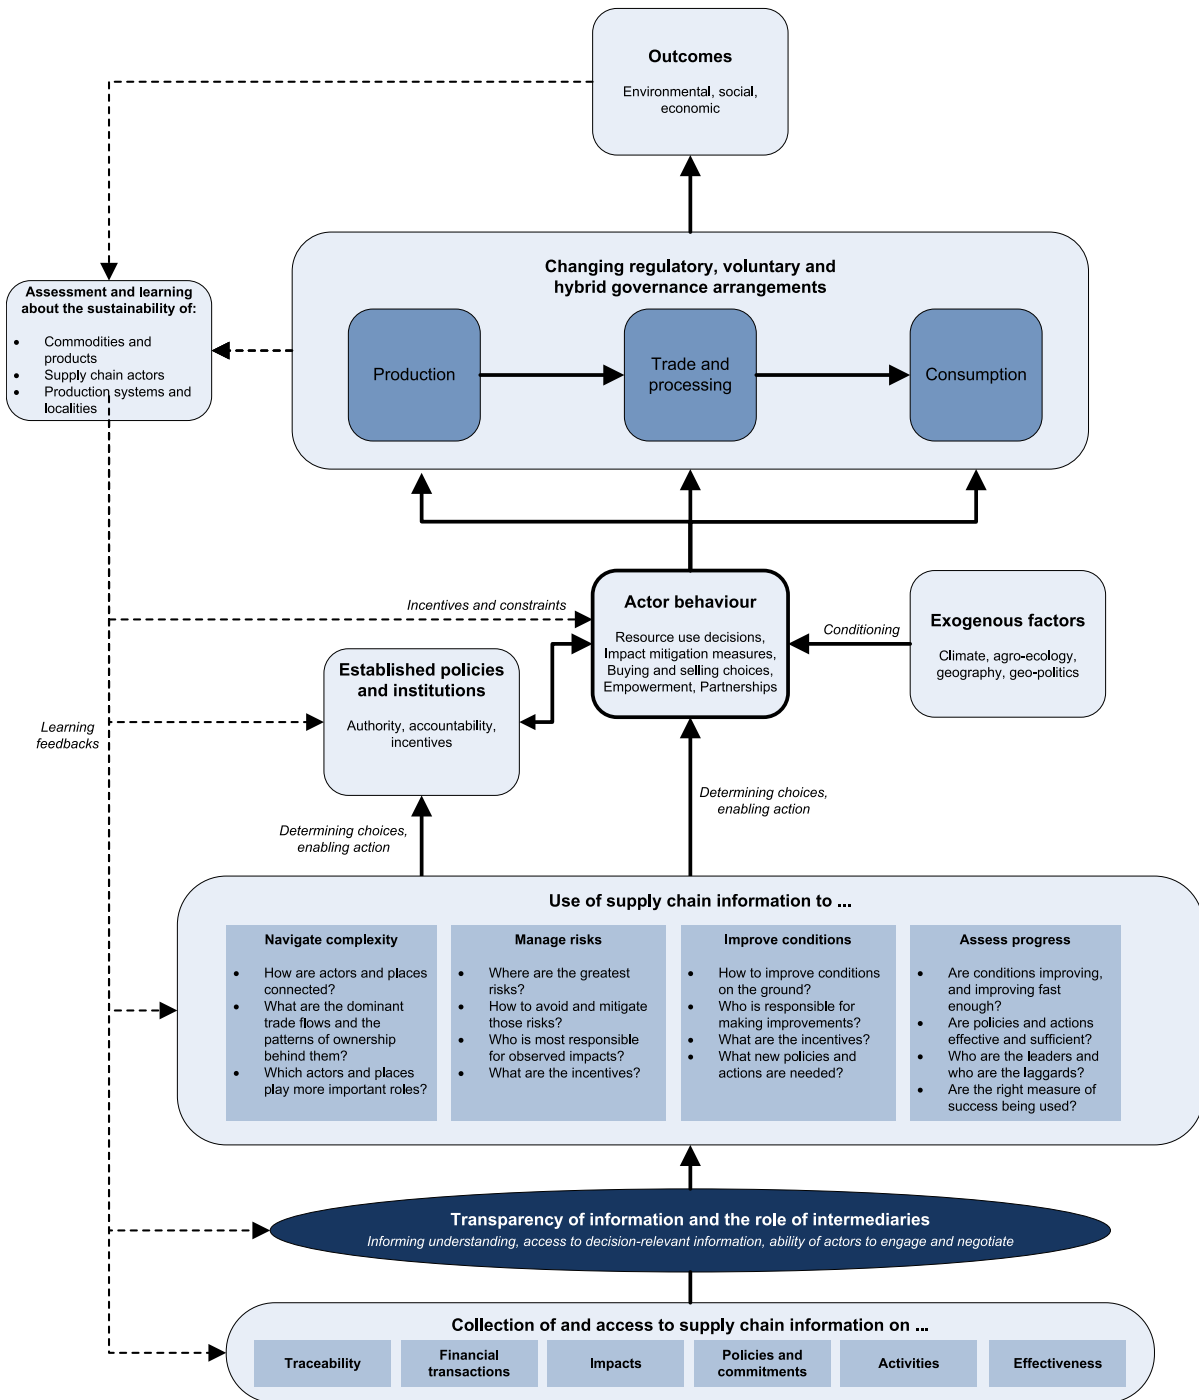 Outcomes
Environmental, social,
economic
Changing regulatory, voluntary and
hybrid governance arrangements
Production
Trade and
processing
Consumption
Assessment and learning
about the sustainability of:
• Commodities and
products
• Supply chain actors
• Production systems and
localities
Incentives and constraints
Actor behaviour
Resource use decisions,
Impact mitigation measures,
Buying and selling choices,
Empowerment, Partnerships
Conditioning
Exogenous factors
Climate, agro-ecology,
geography, geo-politics
Established policies
and institutions
Authority, accountability,
incentives
Learning
feedbacks
Determining choices,
enabling action
Determining choices,
enabling action
Use of supply chain information to ...
Navigate complexity
• How are actors and places
connected?
• What are the dominant
trade flows and the
patterns of ownership
behind them?
• Which actors and places
play more important roles?
Manage risks
• Where are the greatest
risks?
• How to avoid and mitigate
those risks?
• Who is most responsible
for observed impacts?
• What are the incentives?
Improve conditions
• How to improve conditions
on the ground?
• Who is responsible for
making improvements?
• What are the incentives?
• What new policies and
actions are needed?
Assess progress
• Are conditions improving,
and improving fast
enough?
• Are policies and actions
effective and sufficient?
• Who are the leaders and
who are the laggards?
• Are the right measure of
success being used?
Transparency of information and the role of intermediaries
Informing understanding, access to decision-relevant information, ability of actors to engage and negotiate
Collection of and access to supply chain information on ...
Traceability
Financial
transactions
Impacts
Policies and
commitments
Activities
Effectiveness